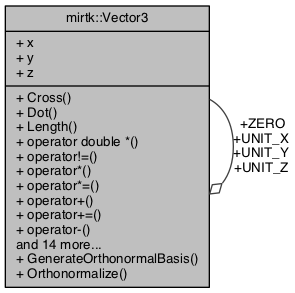 mirtk::Vector3
+ x
+ y
+ z
+ Cross()
+ Dot()
+ Length()
+ operator double *()
+ operator!=()
+ operator*()
+ operator*=()
+ operator+()
+ operator+=()
+ operator-()
and 14 more...
+ GenerateOrthonormalBasis()
+ Orthonormalize()
+ZERO
+UNIT_X
+UNIT_Y
+UNIT_Z